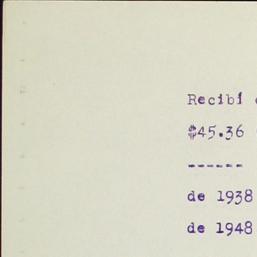 Recibí
$45.36
------
de 1938
de 1948